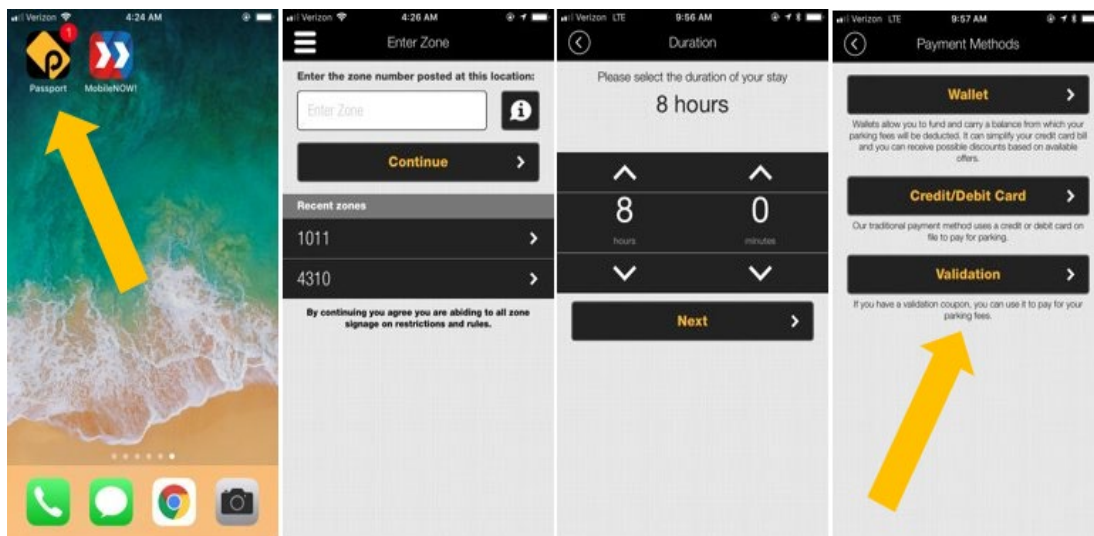 Verizon
4:24 AM
1
Passport
MobileNOW!
Verizon
4:26 AM
Enter Zone
Enter the zone number posted at this location:
Enter Zone
Continue
Recent zones
1011
4310
By continuing you agree you are abiding to all zone
signage on restrictions and rules.
Verizon LTE
9:56 AM
Duration
Please select the duration of your stay
8 hours
8
0
hours
minutes
Next
Verizon LTE
9:57 AM
Payment Methods
Wallet
Wallets allow you to fund and carry a balance from which your
parking fees will be deducted. It can simplify your credit card bill
and you can receive possible discounts based on available
offers.
Credit/Debit Card
Our traditional payment method uses a credit or debit card on
file to pay for parking.
Validation
If you have a validation coupon, you can use it to pay for your
parking fees.